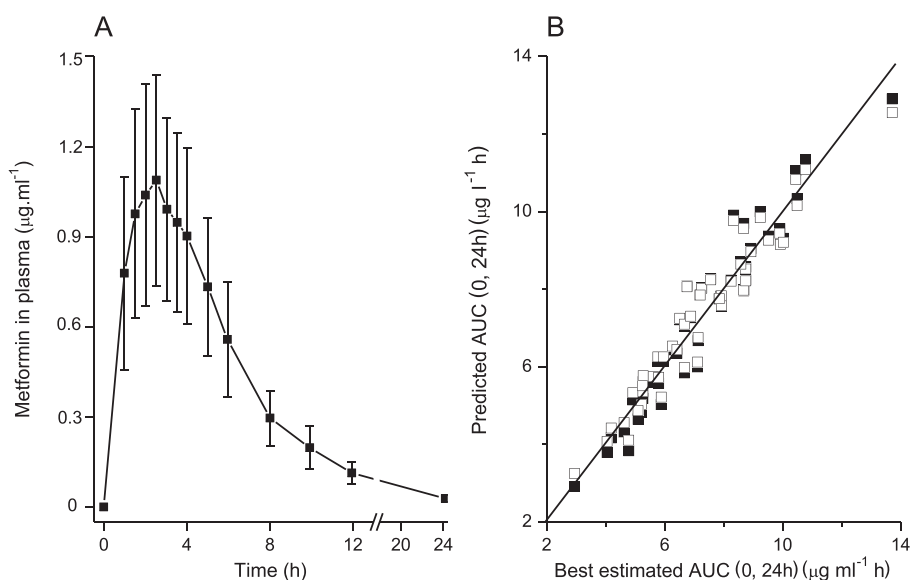 A
1.5
1.2
0.9
0.6
0.3
0
Metformin in plasma (μg.ml⁻¹)
0 4 8 12 20 24
Time (h)
B
14
10
6
2
Predicted AUC (0, 24h) (μg l⁻¹ h)
2 6 10 14
Best estimated AUC (0, 24h) (μg ml⁻¹ h)